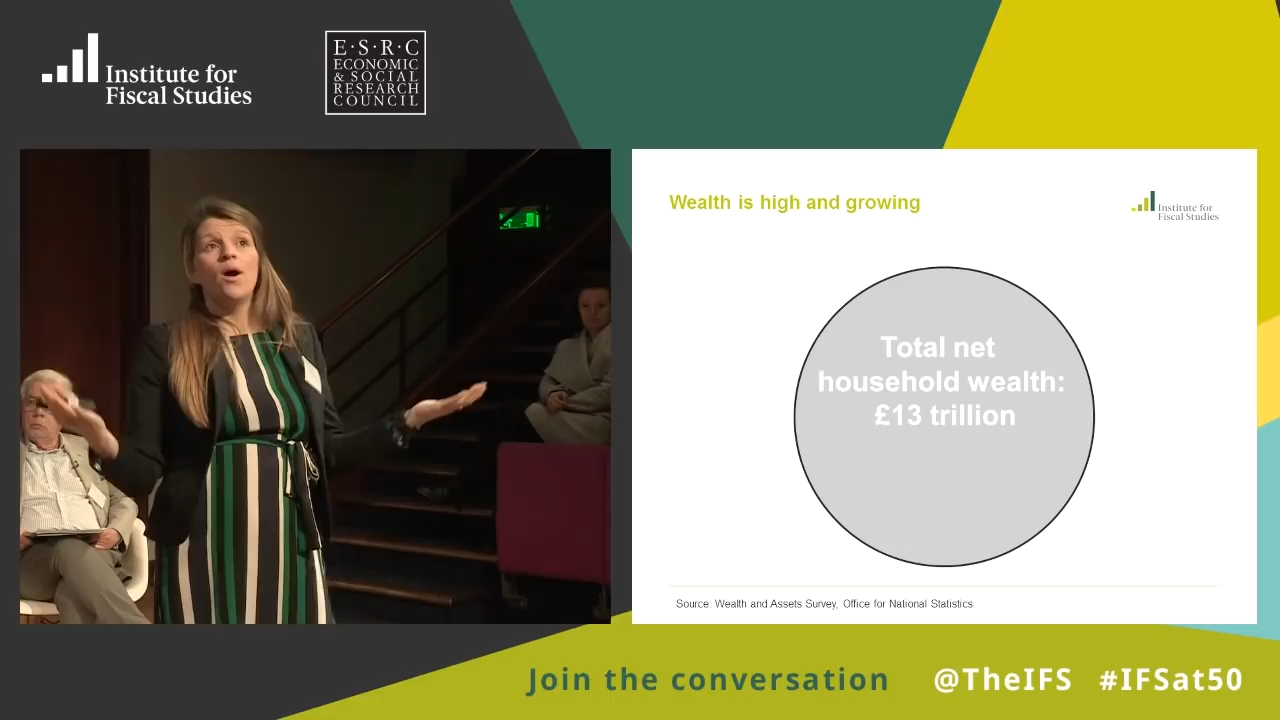 Institute for
Fiscal Studies
E·S·R·C
ECONOMIC
& SOCIAL
RESEARCH
COUNCIL
Wealth is high and growing
Institute for
Fiscal Studies
Total net
household wealth:
£13 trillion
Source: Wealth and Assets Survey, Office for National Statistics
Join the conversation @TheIFS #IFSat50